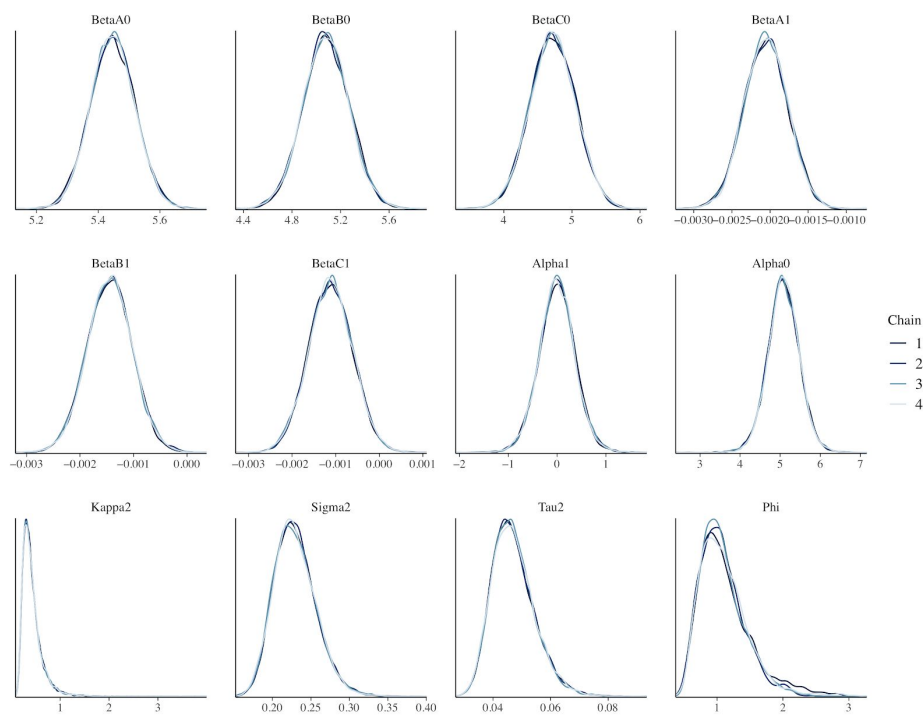 BetaA0 BetaB0 BetaC0 BetaA1
5.2 5.4 5.6 4.4 4.8 5.2 5.6 4 5 6 −0.0030 −0.0025 −0.0020 −0.0015 −0.0010
BetaB1 BetaC1 Alpha1 Alpha0
−0.003 −0.002 −0.001 0.000 −0.003 −0.002 −0.001 0.000 0.001 −2 −1 0 1 3 4 5 6 7
Chain
1
2
3
4
Kappa2 Sigma2 Tau2 Phi
1 2 3 0.20 0.25 0.30 0.35 0.40 0.04 0.06 0.08 1 2 3